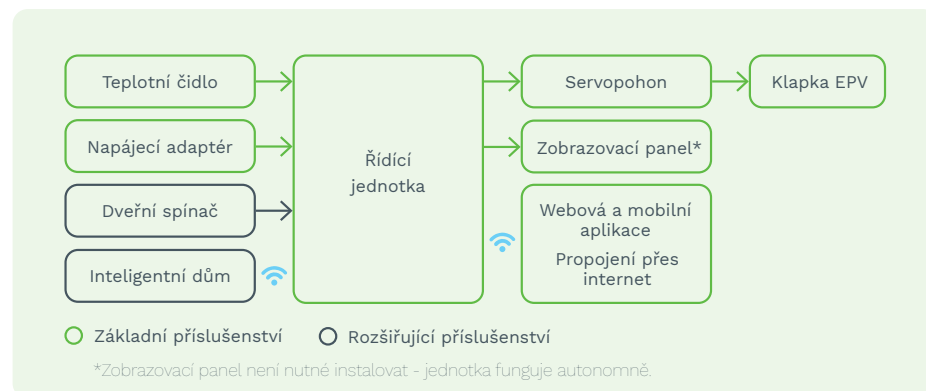 Teplotní čidlo
Napájecí adaptér
Dveřní spínač
Inteligentní dům
Řídící
jednotka
Servopohon
Klapka EPV
Zobrazovací panel*
Webová a mobilní
aplikace
Propojení přes
internet
Základní příslušenství
Rozšiřující příslušenství
*Zobrazovací panel není nutné instalovat - jednotka funguje autonomně.